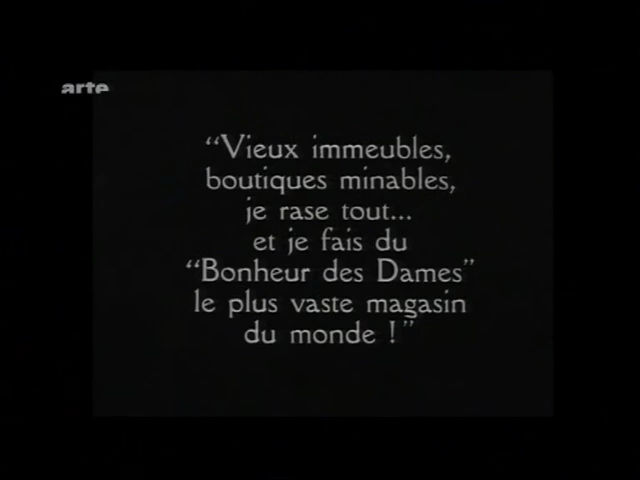 arte
“Vieux immeubles,
boutiques minables,
je rase tout...
et je fais du
“Bonheur des Dames”
le plus vaste magasin
du monde !”